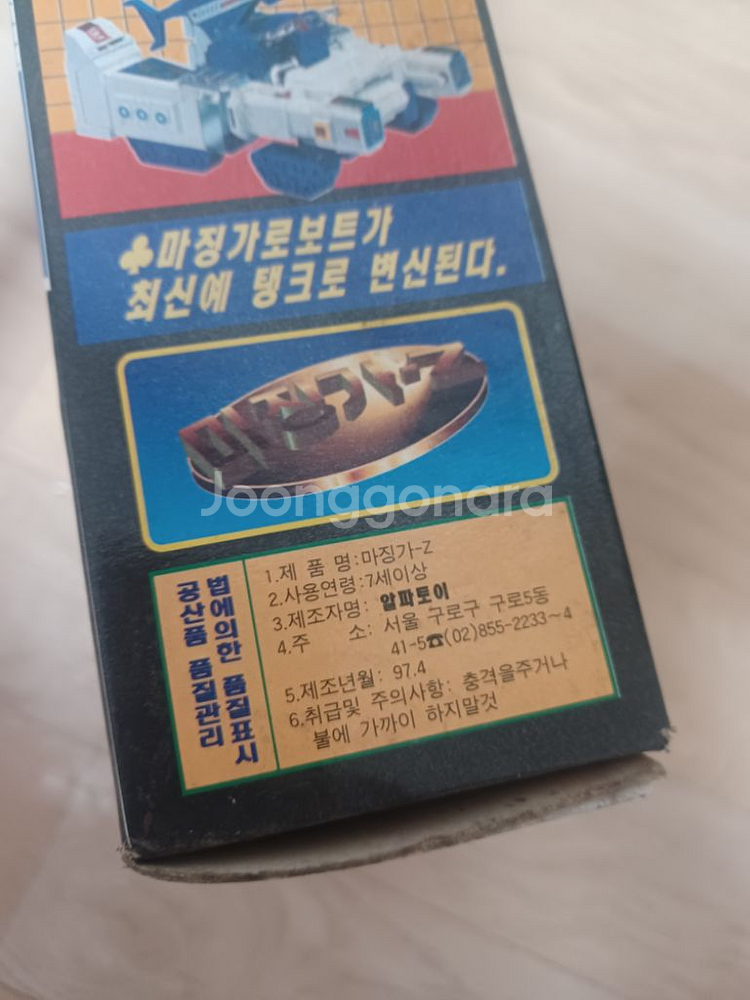 ♣마징가로보트가
최신예 탱크로 변신된다.
마징가-Z
Joonggonara
공산품 품질관리
법에의한 품질표시
1.제 품 명:마징가-Z
2.사용연령:7세이상
3.제조자명: 알파토이
4.주 소: 서울 구로구 구로5동
41-5☎(02)855-2233~4
5.제조년월: 97.4
6.취급및 주의사항: 충격을주거나
불에 가까이 하지말것